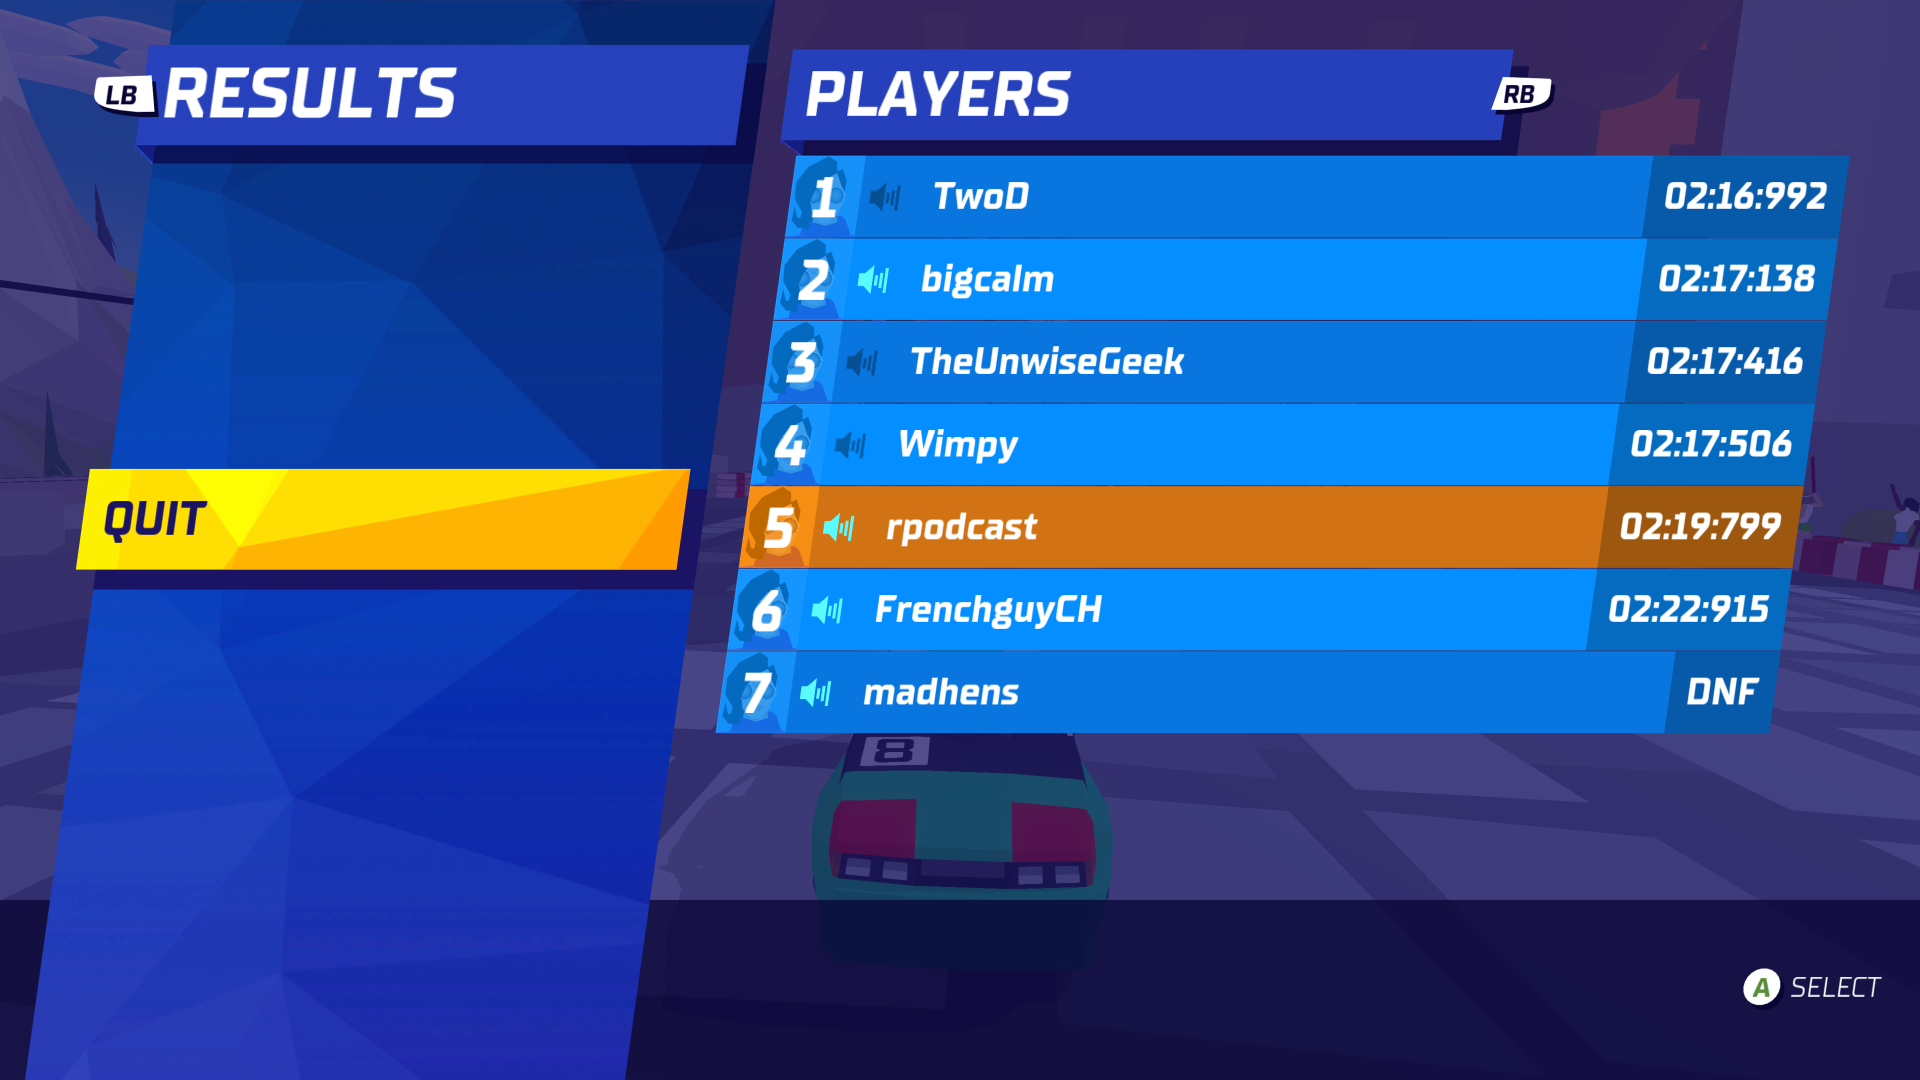 LB RESULTS
PLAYERS RB
1 TwoD 02:16:992
2 bigcalm 02:17:138
3 TheUnwiseGeek 02:17:416
4 Wimpy 02:17:506
QUIT
5 rpodcast 02:19:799
6 FrenchguyCH 02:22:915
7 madhens DNF
8
A SELECT